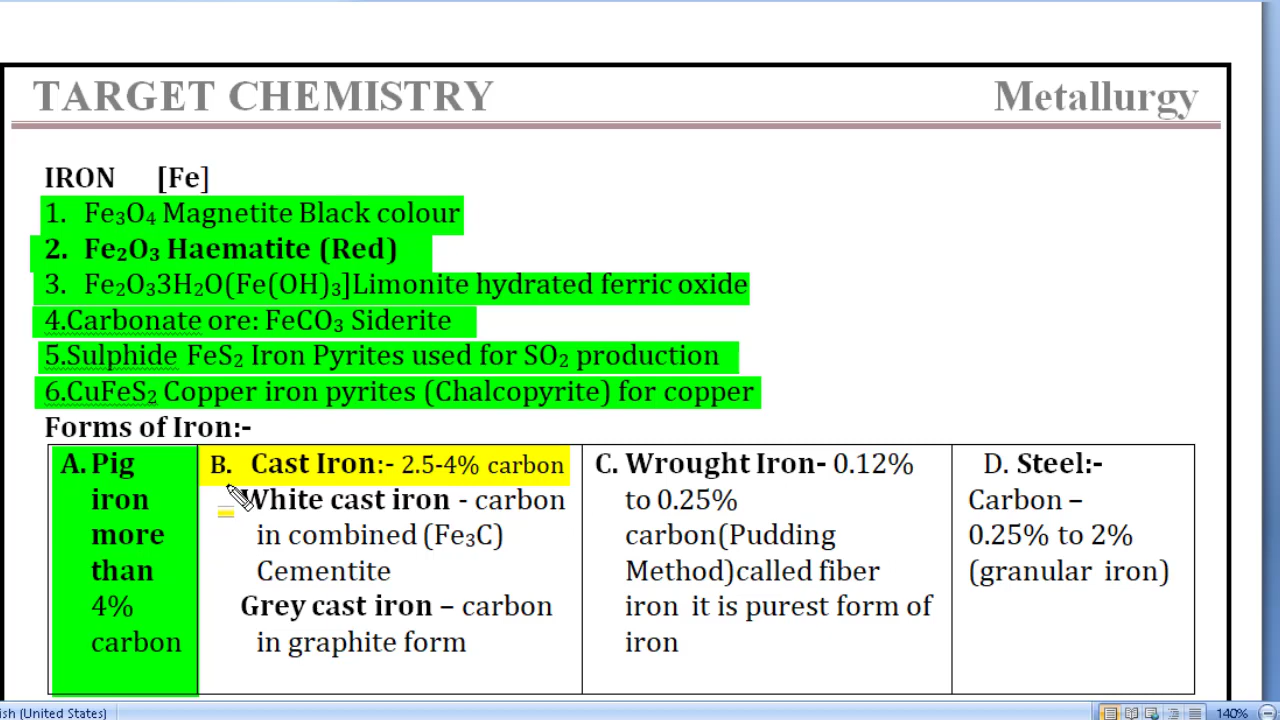 TARGET CHEMISTRY Metallurgy
IRON [Fe]
1. Fe₃O₄ Magnetite Black colour
2. Fe₂O₃ Haematite (Red)
3. Fe₂O₃3H₂O(Fe(OH)₃]Limonite hydrated ferric oxide
4.Carbonate ore: FeCO₃ Siderite
5.Sulphide FeS₂ Iron Pyrites used for SO₂ production
6.CuFeS₂ Copper iron pyrites (Chalcopyrite) for copper
Forms of Iron:-
A. Pig
iron
more
than
4%
carbon
B. Cast Iron:- 2.5-4% carbon
White cast iron - carbon
in combined (Fe₃C)
Cementite
Grey cast iron – carbon
in graphite form
C. Wrought Iron- 0.12%
to 0.25%
carbon(Pudding
Method)called fiber
iron it is purest form of
iron
D. Steel:-
Carbon –
0.25% to 2%
(granular iron)
ish (United States) 140%